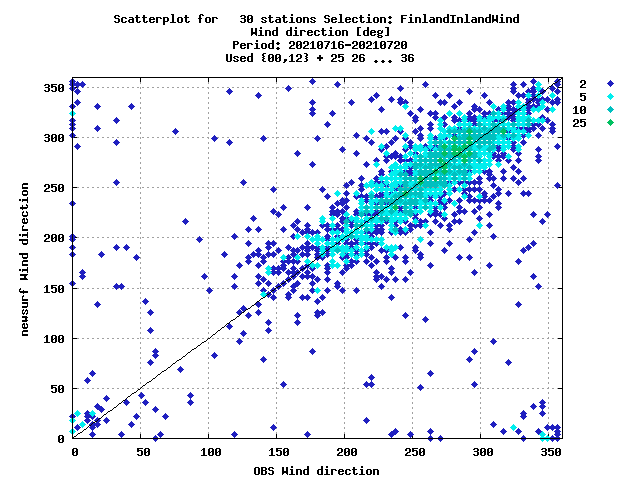 Scatterplot for   30 stations Selection: FinlandInlandWind
Wind direction [deg]
Period: 20210716-20210720
Used {00,12} + 25 26 ... 36
2
5
10
25
350
300
250
200
150
100
50
0
newsurf Wind direction
0 50 100 150 200 250 300 350
OBS Wind direction